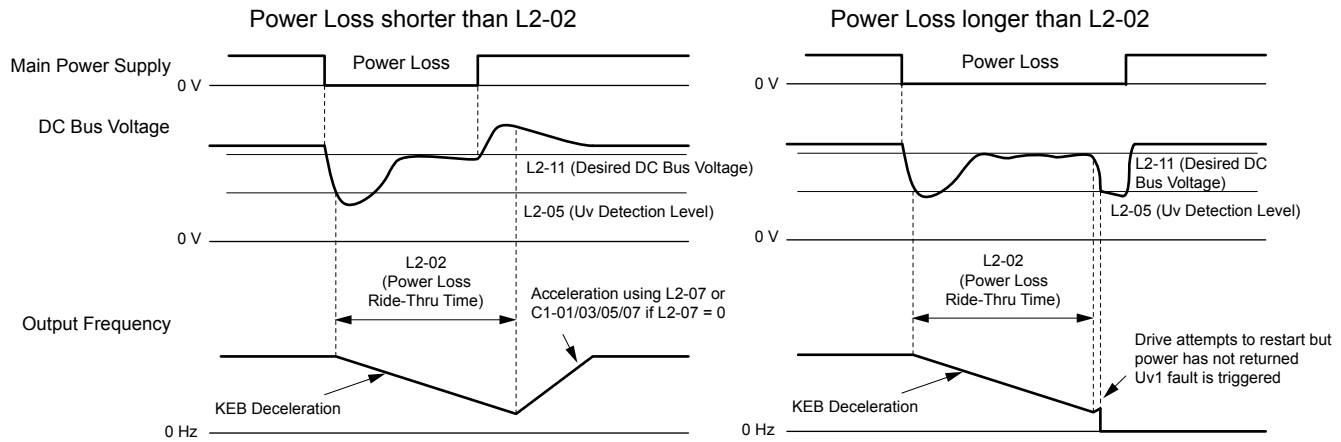 Power Loss shorter than L2-02
Power Loss longer than L2-02
Main Power Supply
Power Loss
0 V
DC Bus Voltage
L2-11 (Desired DC Bus Voltage)
L2-05 (Uv Detection Level)
0 V
L2-02
(Power Loss
Ride-Thru Time)
Acceleration using L2-07 or
C1-01/03/05/07 if L2-07 = 0
Output Frequency
KEB Deceleration
0 Hz
Power Loss
0 V
L2-11 (Desired DC
Bus Voltage)
L2-05 (Uv Detection Level)
0 V
L2-02
(Power Loss
Ride-Thru Time)
Drive attempts to restart but
power has not returned
Uv1 fault is triggered
KEB Deceleration
0 Hz